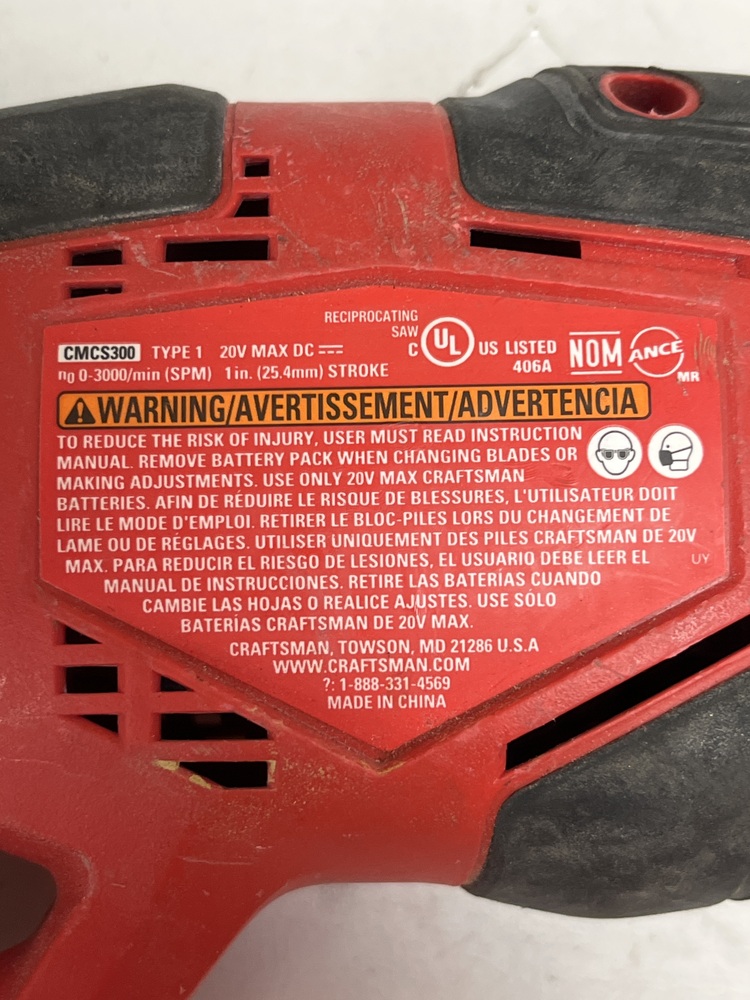 RECIPROCATING
SAW
CMCS300 TYPE 1 20V MAX DC C UL US LISTED NOM ANCE
n0 0-3000/min (SPM) 1 in. (25.4mm) STROKE 406A MR
WARNING/AVERTISSEMENT/ADVERTENCIA
TO REDUCE THE RISK OF INJURY, USER MUST READ INSTRUCTION
MANUAL. REMOVE BATTERY PACK WHEN CHANGING BLADES OR
MAKING ADJUSTMENTS. USE ONLY 20V MAX CRAFTSMAN
BATTERIES. AFIN DE RÉDUIRE LE RISQUE DE BLESSURES, L'UTILISATEUR DOIT
LIRE LE MODE D'EMPLOI. RETIRER LE BLOC-PILES LORS DU CHANGEMENT DE
LAME OU DE RÉGLAGES. UTILISER UNIQUEMENT DES PILES CRAFTSMAN DE 20V
MAX. PARA REDUCIR EL RIESGO DE LESIONES, EL USUARIO DEBE LEER EL UY
MANUAL DE INSTRUCCIONES. RETIRE LAS BATERÍAS CUANDO
CAMBIE LAS HOJAS O REALICE AJUSTES. USE SÓLO
BATERÍAS CRAFTSMAN DE 20V MAX.
CRAFTSMAN, TOWSON, MD 21286 U.S.A
WWW.CRAFTSMAN.COM
?: 1-888-331-4569
MADE IN CHINA